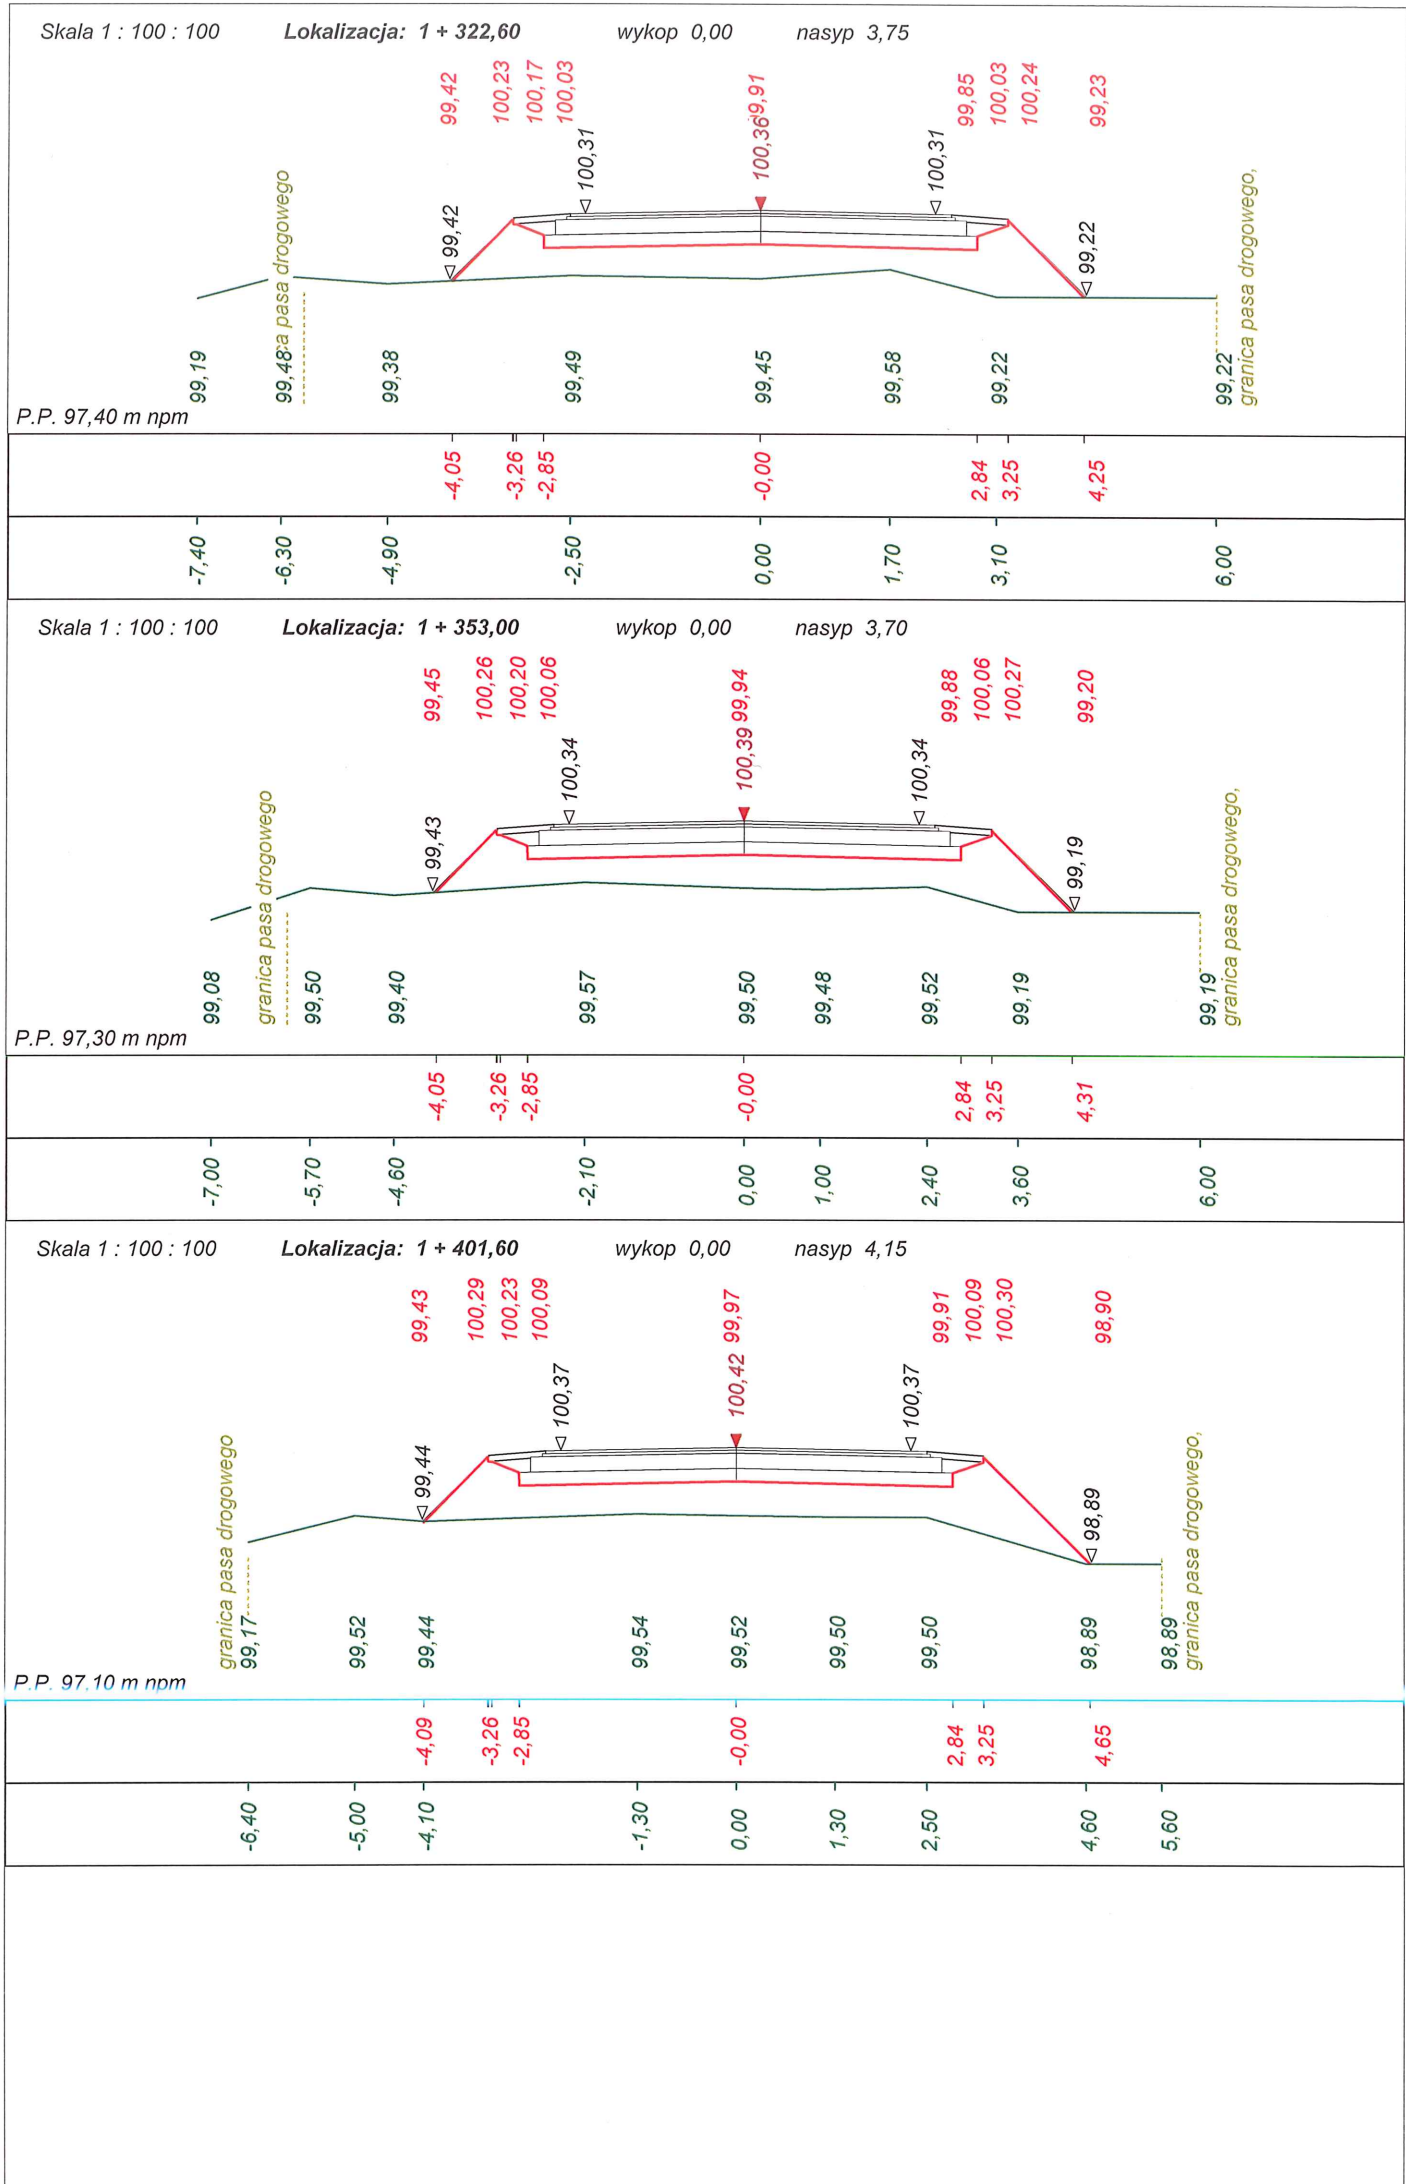 Skala 1 : 100 : 100 Lokalizacja: 1 + 322,60 wykop 0,00 nasyp 3,75
99,42 100,23 100,17 100,03 99,85 100,03 100,24 99,23
100,31 100,36 100,31
99,42 99,22
granica pasa drogowego,
99,19 99,48 99,38 99,49 99,45 99,58 99,22 99,22
P.P. 97,40 m npm
-4,05 -3,26 -2,85 -0,00 2,84 3,25 4,25
-7,40 -6,30 -4,90 -2,50 0,00 1,70 3,10 6,00
Skala 1 : 100 : 100 Lokalizacja: 1 + 353,00 wykop 0,00 nasyp 3,70
99,45 100,26 100,20 100,06 99,94 99,88 100,06 100,27 99,20
100,34 100,39 100,34
99,43 99,19
granica pasa drogowego granica pasa drogowego,
99,08 99,50 99,40 99,57 99,50 99,48 99,52 99,19 99,19
P.P. 97,30 m npm
-4,05 -3,26 -2,85 -0,00 2,84 3,25 4,31
-7,00 -5,70 -4,60 -2,10 0,00 1,00 2,40 3,60 6,00
Skala 1 : 100 : 100 Lokalizacja: 1 + 401,60 wykop 0,00 nasyp 4,15
99,43 100,29 100,23 100,09 99,97 99,91 100,09 100,30 98,90
100,37 100,42 100,37
99,44 98,89
granica pasa drogowego granica pasa drogowego,
99,17 99,52 99,44 99,54 99,52 99,50 99,50 98,89 98,89
P.P. 97,10 m npm
-4,09 -3,26 -2,85 -0,00 2,84 3,25 4,65
-6,40 -5,00 -4,10 -1,30 0,00 1,30 2,50 4,60 5,60